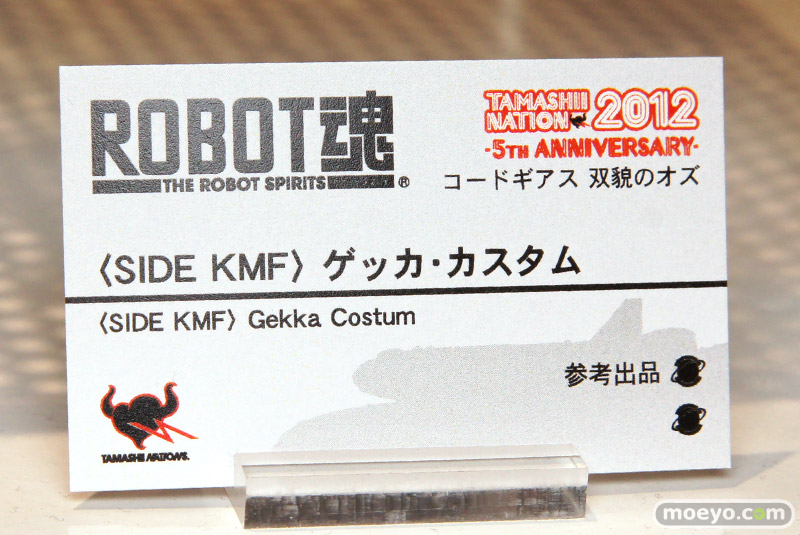 ROBOT魂
THE ROBOT SPIRITS ®
TAMASHII NATION 2012
-5TH ANNIVERSARY-
コードギアス 双貌のオズ
〈SIDE KMF〉 ゲッカ・カスタム
〈SIDE KMF〉 Gekka Costum
参考出品
TAMASHII NATIONS.
moeyo.com